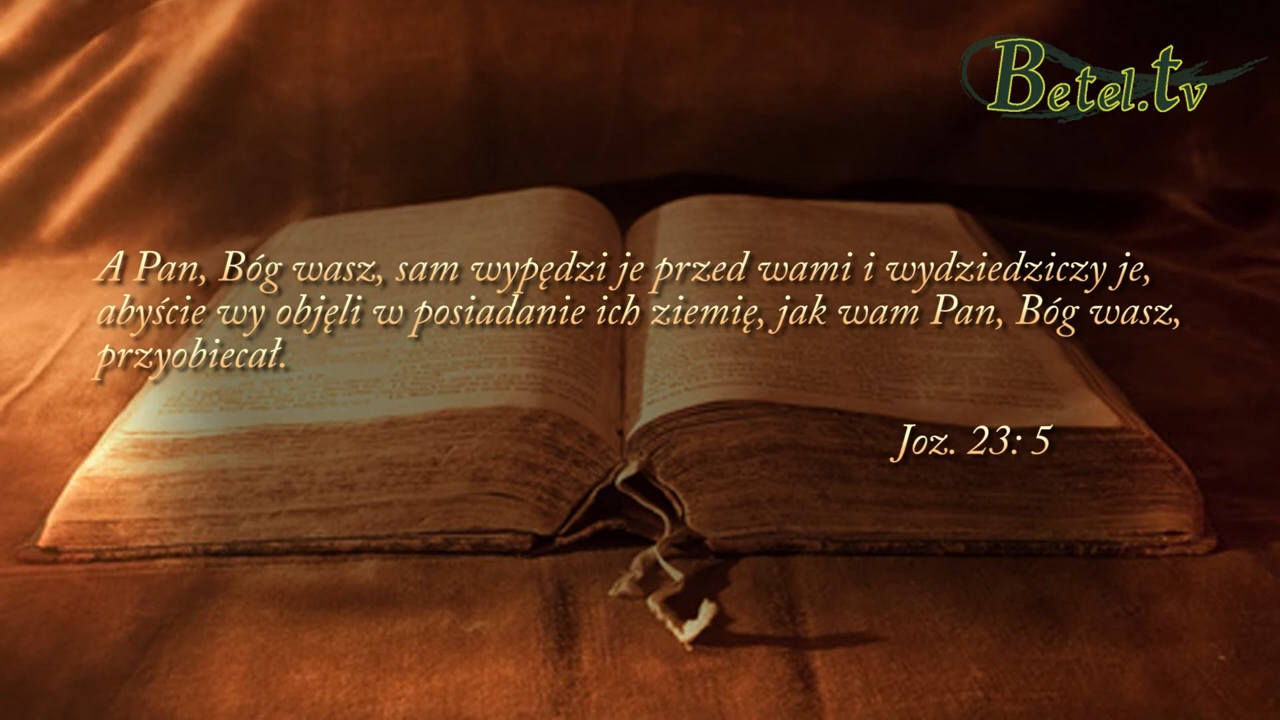 Betel.tv
A Pan, Bóg wasz, sam wypędzi je przed wami i wydziedziczy je,
abyście wy objęli w posiadanie ich ziemię, jak wam Pan, Bóg wasz,
przyobiecał.
Joz. 23: 5